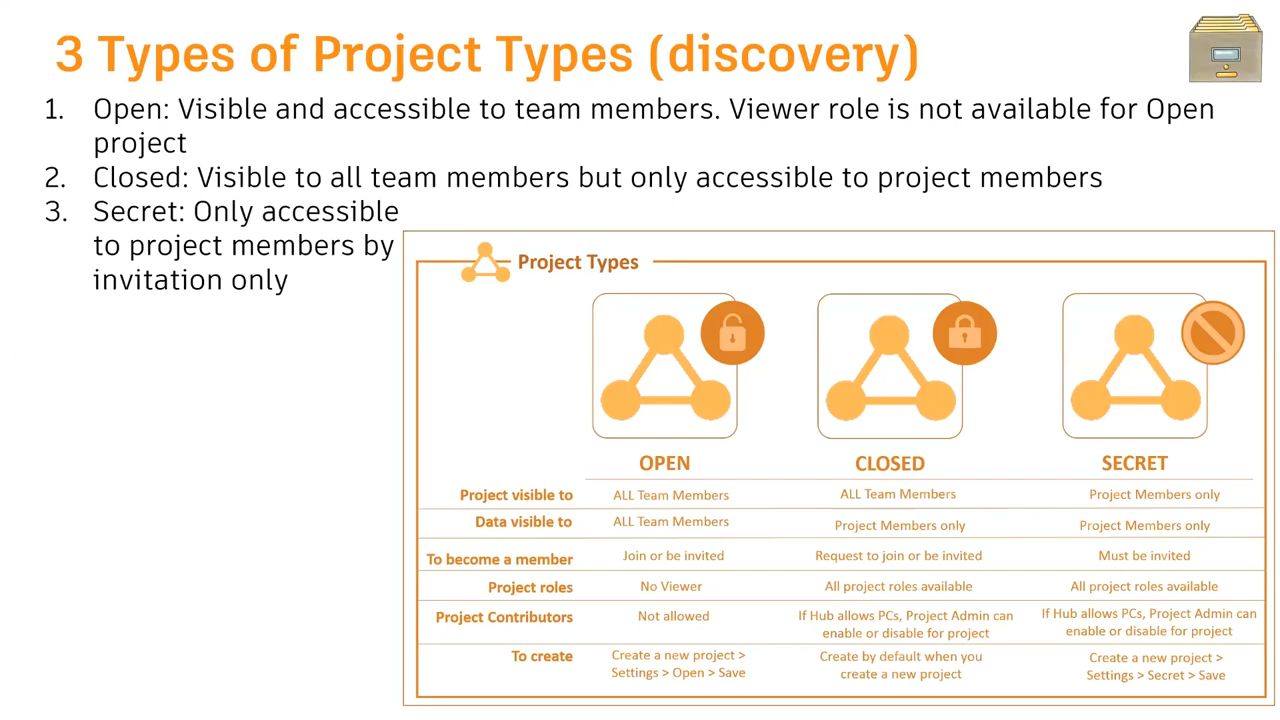 3 Types of Project Types (discovery)
1. Open: Visible and accessible to team members. Viewer role is not available for Open
project
2. Closed: Visible to all team members but only accessible to project members
3. Secret: Only accessible
to project members by
invitation only
Project Types
OPEN CLOSED SECRET
Project visible to ALL Team Members ALL Team Members Project Members only
Data visible to ALL Team Members Project Members only Project Members only
To become a member Join or be invited Request to join or be invited Must be invited
Project roles No Viewer All project roles available All project roles available
Project Contributors Not allowed If Hub allows PCs, Project Admin can If Hub allows PCs, Project Admin can
enable or disable for project enable or disable for project
To create Create a new project > Create by default when you Create a new project >
Settings > Open > Save create a new project Settings > Secret > Save